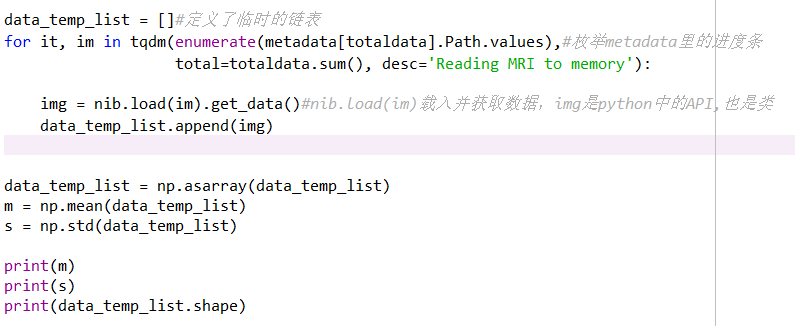 data_temp_list = []#定义了临时的链表
for it, im in tqdm(enumerate(metadata[totaldata].Path.values),#枚举metadata里的进度条
total=totaldata.sum(), desc='Reading MRI to memory'):
img = nib.load(im).get_data()#nib.load(im)载入并获取数据，img是python中的API,也是类
data_temp_list.append(img)
data_temp_list = np.asarray(data_temp_list)
m = np.mean(data_temp_list)
s = np.std(data_temp_list)
print(m)
print(s)
print(data_temp_list.shape)